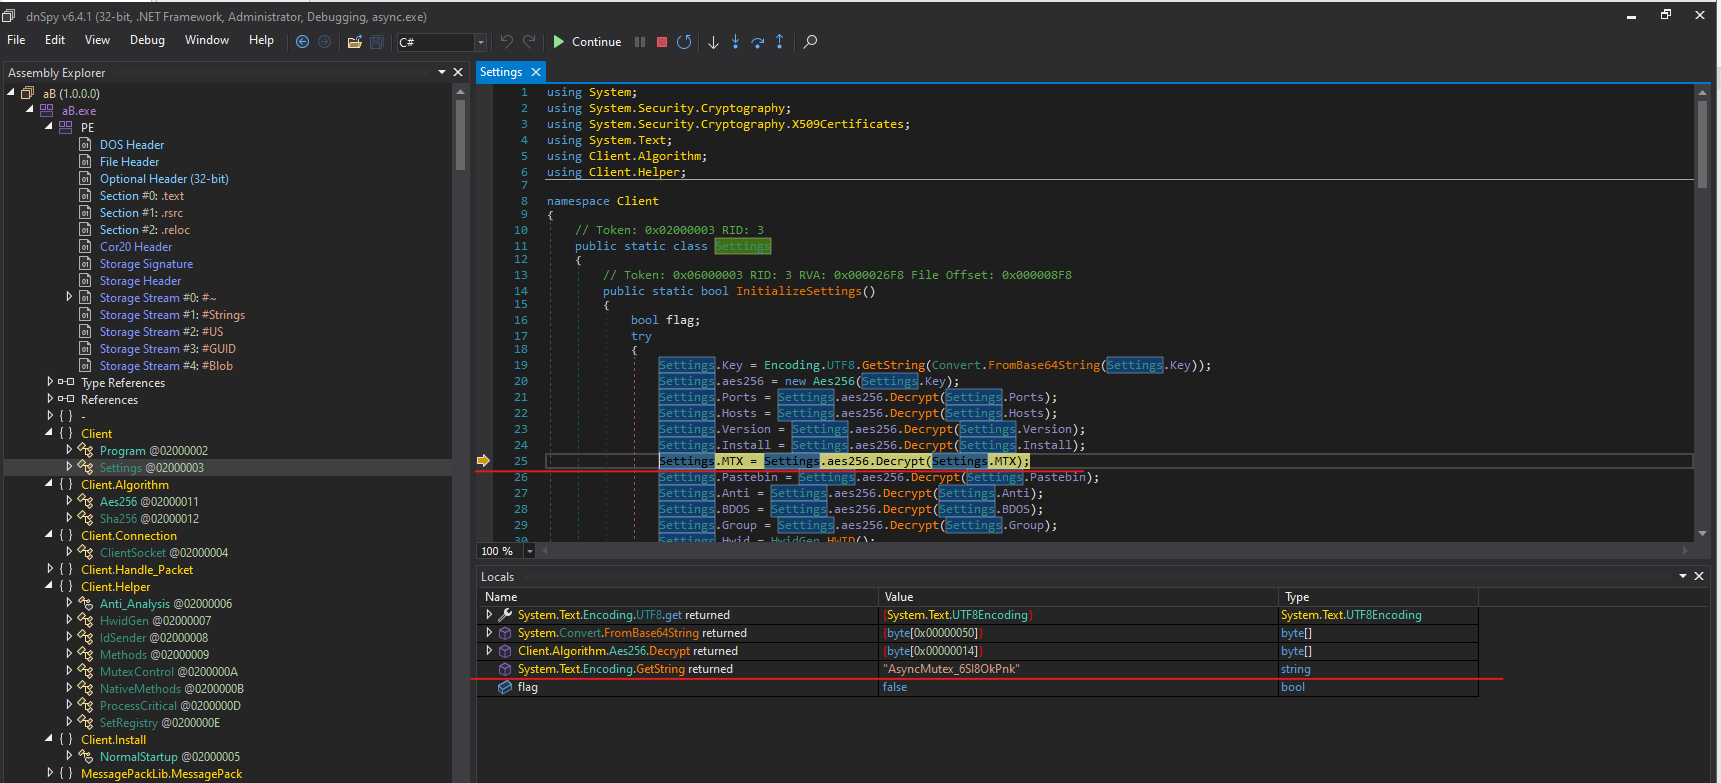 dnSpy v6.4.1 (32-bit, .NET Framework, Administrator, Debugging, async.exe)
File Edit View Debug Window Help C# Continue
Assembly Explorer
aB (1.0.0.0)
aB.exe
PE
DOS Header
File Header
Optional Header (32-bit)
Section #0: .text
Section #1: .rsrc
Section #2: .reloc
Cor20 Header
Storage Signature
Storage Header
Storage Stream #0: #~
Storage Stream #1: #Strings
Storage Stream #2: #US
Storage Stream #3: #GUID
Storage Stream #4: #Blob
Type References
References
{ } -
{ } Client
Program @02000002
Settings @02000003
{ } Client.Algorithm
Aes256 @02000011
Sha256 @02000012
{ } Client.Connection
ClientSocket @02000004
{ } Client.Handle_Packet
{ } Client.Helper
Anti_Analysis @02000006
HwidGen @02000007
IdSender @02000008
Methods @02000009
MutexControl @0200000A
NativeMethods @0200000B
ProcessCritical @0200000D
SetRegistry @0200000E
{ } Client.Install
NormalStartup @02000005
{ } MessagePackLib.MessagePack
Settings
1 using System;
2 using System.Security.Cryptography;
3 using System.Security.Cryptography.X509Certificates;
4 using System.Text;
5 using Client.Algorithm;
6 using Client.Helper;
7
8 namespace Client
9 {
10 // Token: 0x02000003 RID: 3
11 public static class Settings
12 {
13 // Token: 0x06000003 RID: 3 RVA: 0x000026F8 File Offset: 0x000008F8
14 public static bool InitializeSettings()
15 {
16 bool flag;
17 try
18 {
19 Settings.Key = Encoding.UTF8.GetString(Convert.FromBase64String(Settings.Key));
20 Settings.aes256 = new Aes256(Settings.Key);
21 Settings.Ports = Settings.aes256.Decrypt(Settings.Ports);
22 Settings.Hosts = Settings.aes256.Decrypt(Settings.Hosts);
23 Settings.Version = Settings.aes256.Decrypt(Settings.Version);
24 Settings.Install = Settings.aes256.Decrypt(Settings.Install);
25 Settings.MTX = Settings.aes256.Decrypt(Settings.MTX);
26 Settings.Pastebin = Settings.aes256.Decrypt(Settings.Pastebin);
27 Settings.Anti = Settings.aes256.Decrypt(Settings.Anti);
28 Settings.BDOS = Settings.aes256.Decrypt(Settings.BDOS);
29 Settings.Group = Settings.aes256.Decrypt(Settings.Group);
30 Settings.Hwid = HwidGen.HWID();
100 %
Locals
Name Value Type
System.Text.Encoding.UTF8.get returned {System.Text.UTF8Encoding} System.Text.UTF8Encoding
System.Convert.FromBase64String returned {byte[0x00000050]} byte[]
Client.Algorithm.Aes256.Decrypt returned {byte[0x00000014]} byte[]
System.Text.Encoding.GetString returned "AsyncMutex_6SI8OkPnk" string
flag false bool